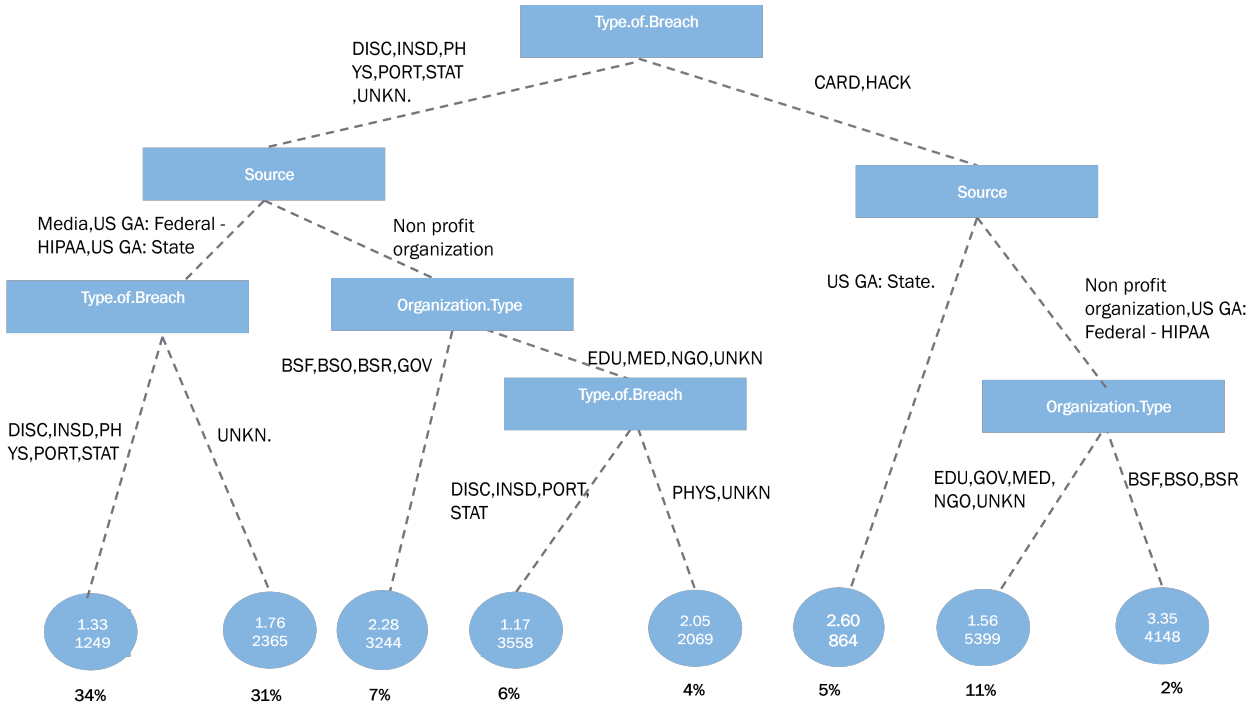 Type.of.Breach
DISC,INSD,PH
YS,PORT,STAT
,UNKN.
CARD,HACK
Source
Source
Media,US GA: Federal -
HIPAA,US GA: State
Non profit
organization
US GA: State.
Non profit
organization,US GA:
Federal - HIPAA
Type.of.Breach
Organization.Type
BSF,BSO,BSR,GOV
EDU,MED,NGO,UNKN
Type.of.Breach
Organization.Type
DISC,INSD,PH
YS,PORT,STAT
UNKN.
DISC,INSD,PORT,
STAT
PHYS,UNKN
EDU,GOV,MED,
NGO,UNKN
BSF,BSO,BSR
1.33
1249
1.76
2365
2.28
3244
1.17
3558
2.05
2069
2.60
864
1.56
5399
3.35
4148
34%
31%
7%
6%
4%
5%
11%
2%